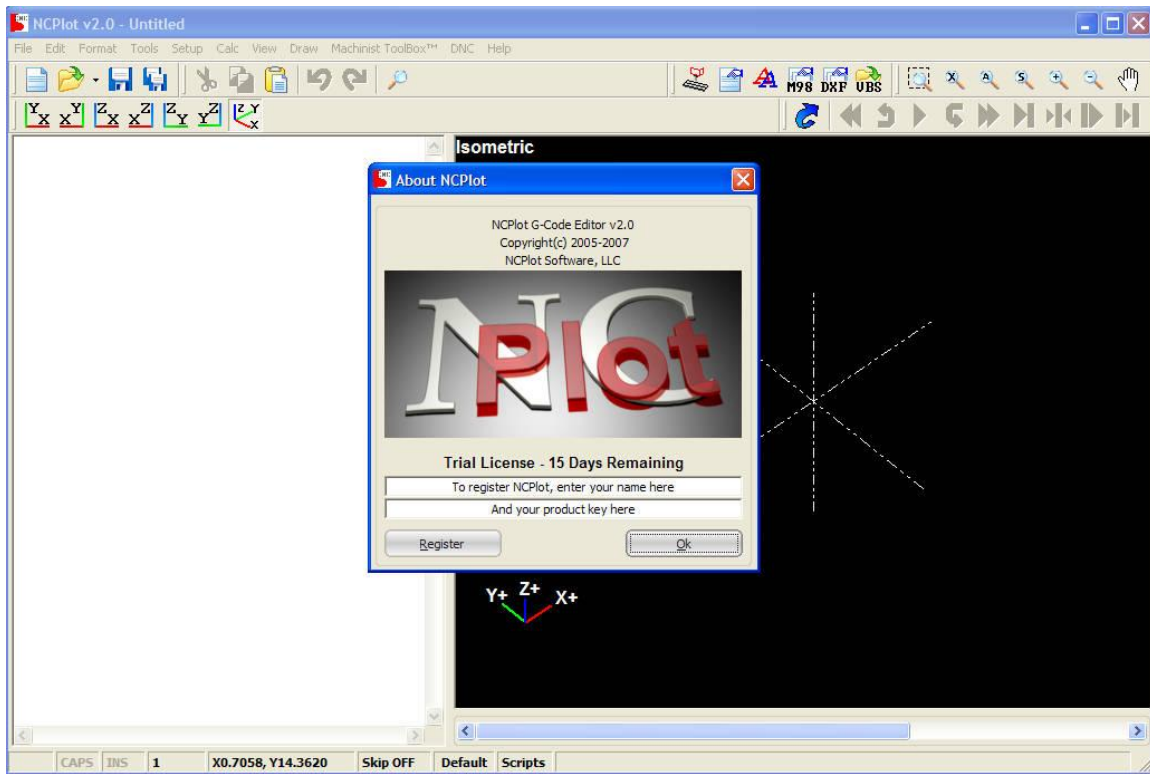 NCPlot v2.0 - Untitled
File Edit Format Tools Setup Calc View Draw Machinist ToolBox™ DNC Help
M98 DXF VBS
X A S
Y X X Y Z X X Z Z Y Y Z Z Y X
Isometric
About NCPlot
NCPlot G-Code Editor v2.0
Copyright(c) 2005-2007
NCPlot Software, LLC
NC
Plot
Trial License - 15 Days Remaining
To register NCPlot, enter your name here
And your product key here
Register Ok
Y+ Z+ X+
CAPS INS 1 X0.7058, Y14.3620 Skip OFF Default Scripts